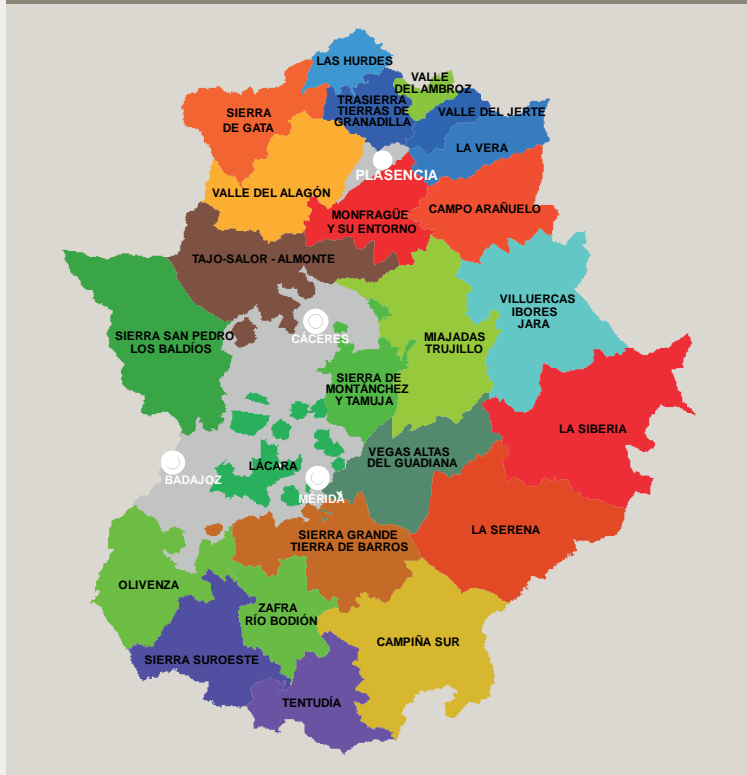 LAS HURDES
VALLE
DEL AMBROZ
TRASIERRA
TIERRAS DE
GRANADILLA
VALLE DEL JERTE
SIERRA
DE GATA
LA VERA
PLASENCIA
VALLE DEL ALAGÓN
CAMPO ARAÑUELO
MONFRAGÜE
Y SU ENTORNO
TAJO-SALOR - ALMONTE
VILLUERCAS
IBORES
JARA
SIERRA SAN PEDRO
LOS BALDÍOS
CÁCERES
MIAJADAS
TRUJILLO
SIERRA DE
MONTÁNCHEZ
Y TAMUJA
LA SIBERIA
VEGAS ALTAS
DEL GUADIANA
LÁCARA
BADAJOZ
MÉRIDA
LA SERENA
SIERRA GRANDE
TIERRA DE BARROS
OLIVENZA
ZAFRA
RÍO BODIÓN
CAMPIÑA SUR
SIERRA SUROESTE
TENTUDÍA